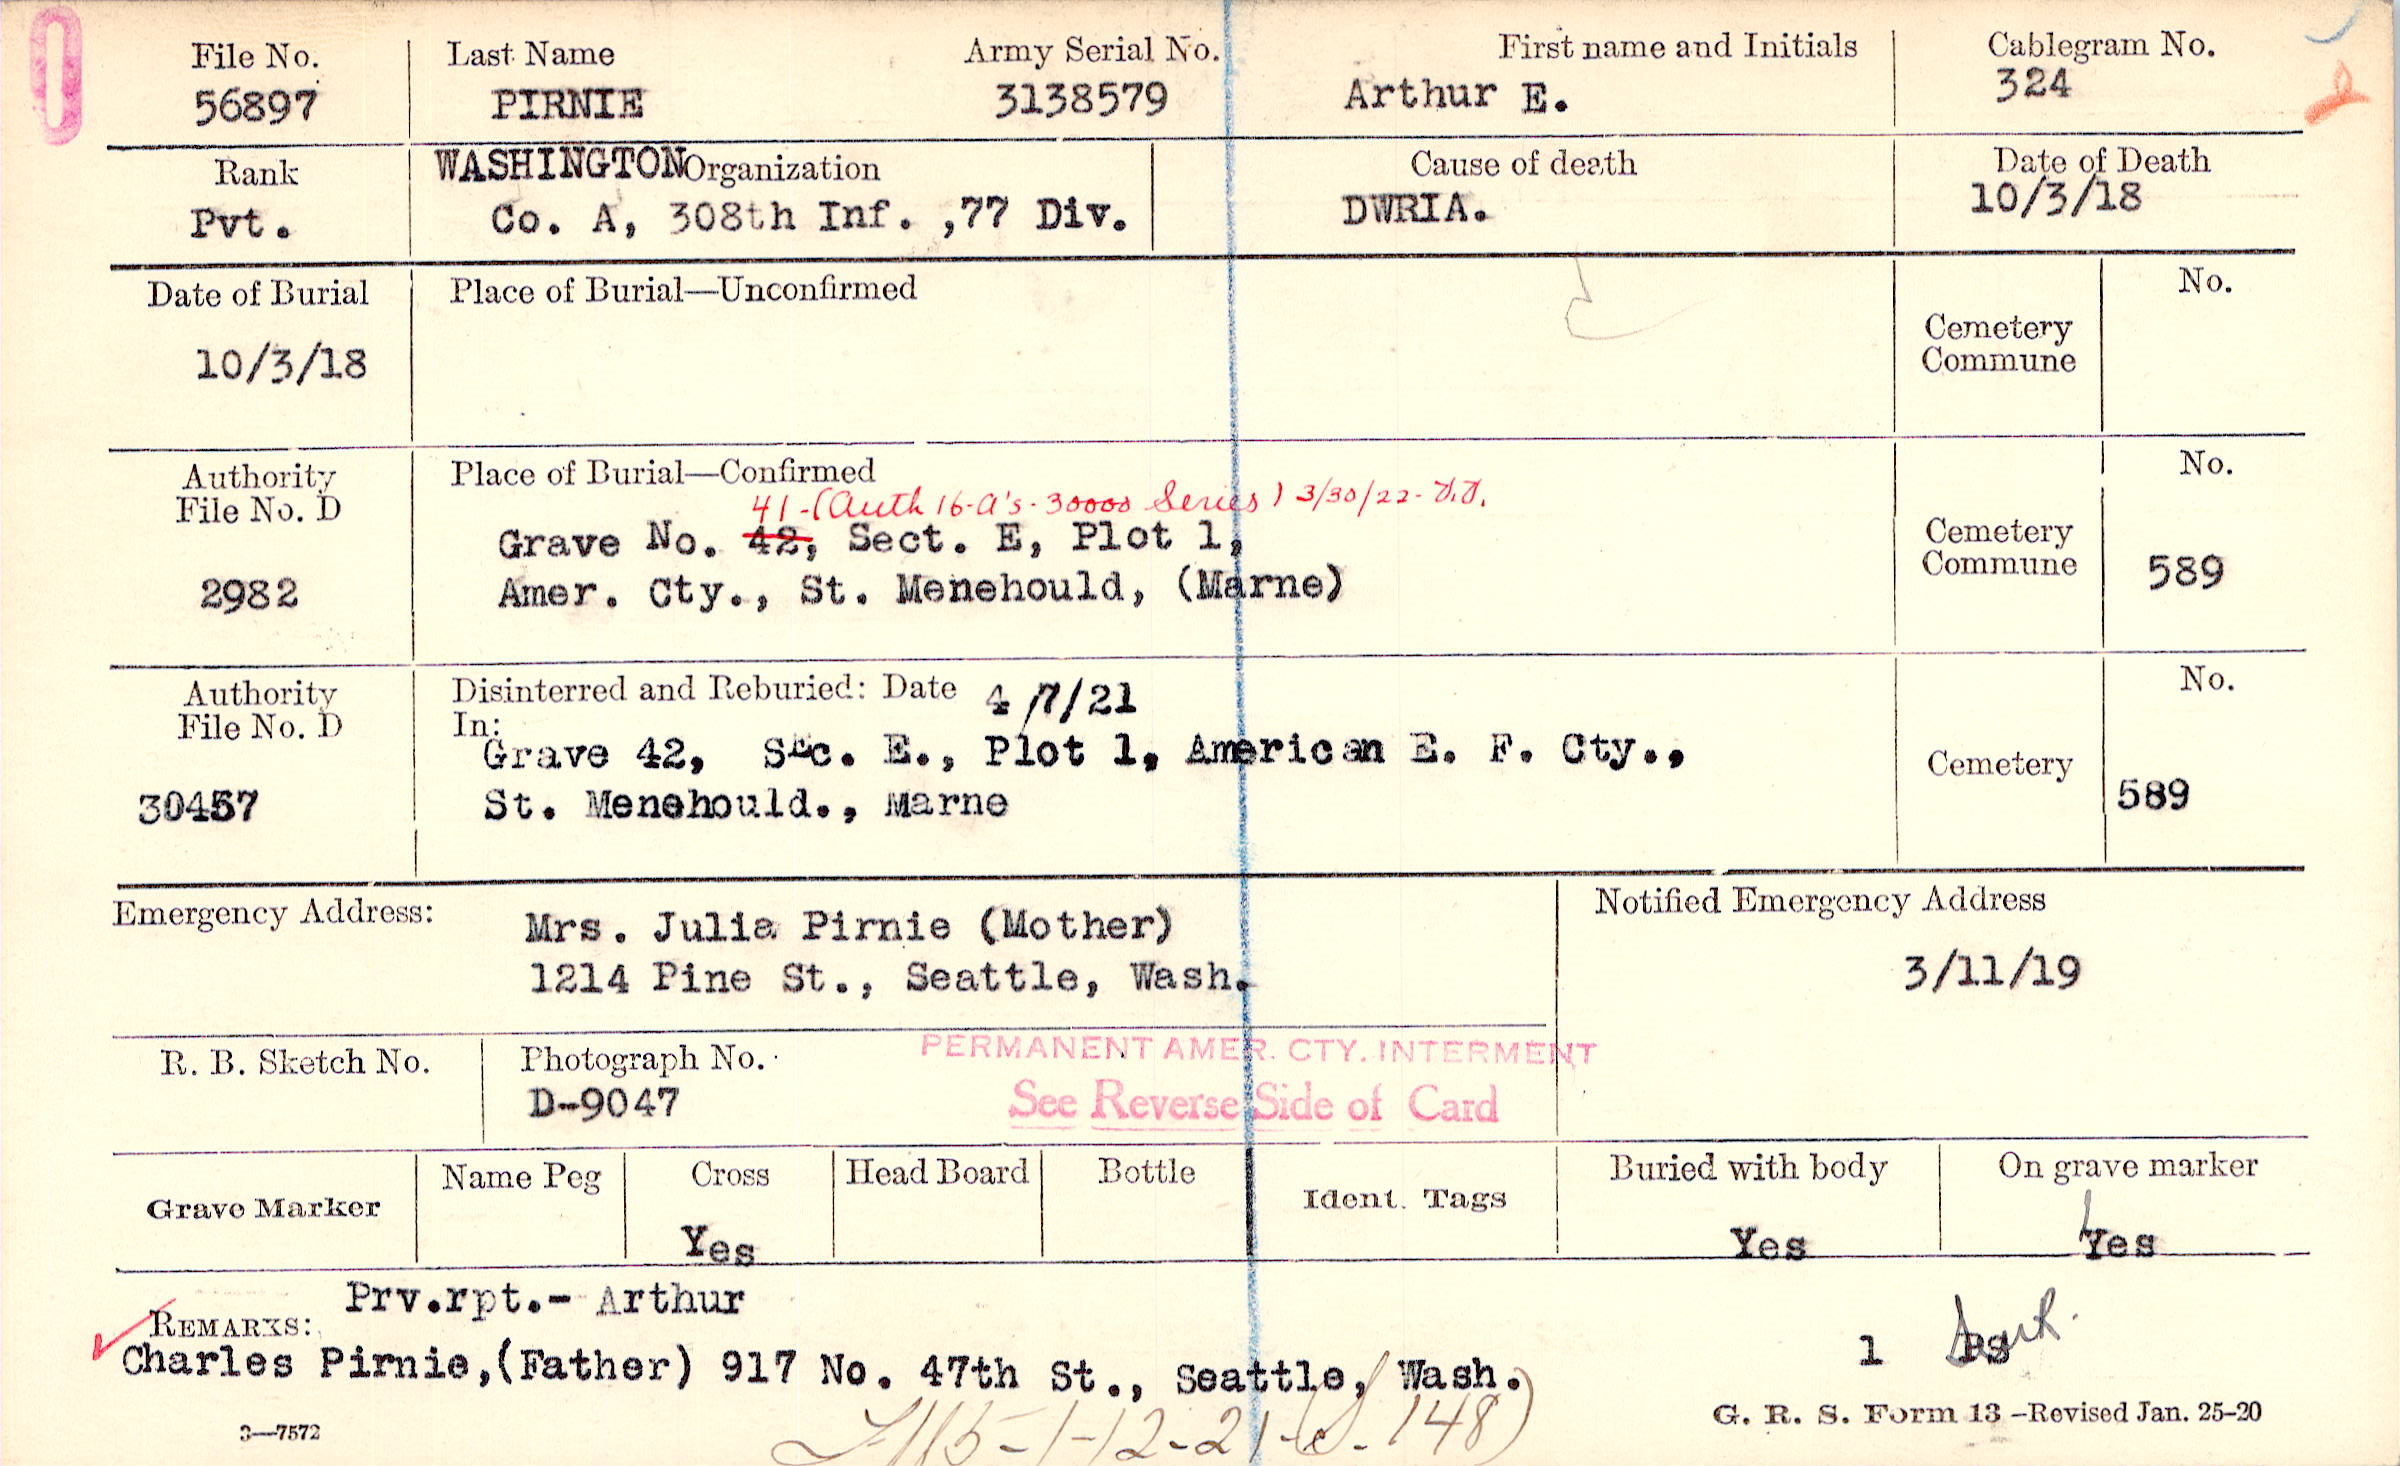 File No. Last Name Army Serial No. First name and Initials Cablegram No.
56897 PIRNIE 3138579 Arthur E. 324
Rank WASHINGTON Organization Cause of death Date of Death
Pvt. Co. A, 308th Inf. ,77 Div. DWRIA. 10/3/18
Date of Burial Place of Burial—Unconfirmed No.
10/3/18 Cemetery
Commune
Authority Place of Burial—Confirmed No.
File No. D 41-(Auth 16-A's-30000 Series) 3/30/22-
Grave No. 42, Sect. E, Plot 1, Cemetery
2982 Amer. Cty., St. Menehould, (Marne) Commune 589
Authority Disinterred and Reburied: Date 4/7/21 No.
File No. D In:
Grave 42, Sec. E., Plot 1, American E. F. Cty., Cemetery
30457 St. Menehould., Marne 589
Emergency Address: Mrs. Julia Pirnie (Mother) Notified Emergency Address
1214 Pine St., Seattle, Wash. 3/11/19
R. B. Sketch No. Photograph No. PERMANENT AMER. CTY. INTERMENT
D-9047 See Reverse Side of Card
Grave Marker Name Peg Cross Head Board Bottle Ident. Tags Buried with body On grave marker
Yes Yes Yes
Prv.rpt.- Arthur
REMARKS:
Charles Pirnie,(Father) 917 No. 47th St., Seattle, Wash. 1
3—7572 G. R. S. Form 13 -Revised Jan. 25-20